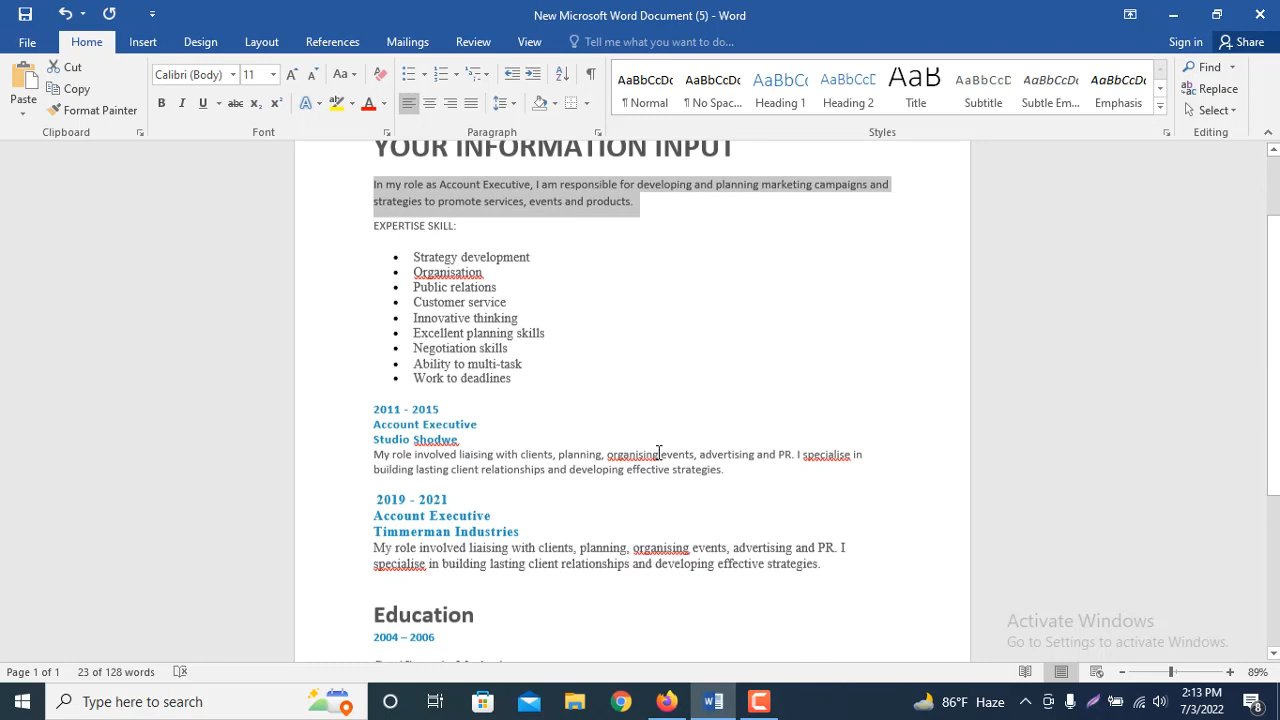 New Microsoft Word Document (5) - Word
File Home Insert Design Layout References Mailings Review View Tell me what you want to do... Sign in Share
Paste Cut Copy Format Painter
Clipboard
Calibri (Body) 11 Aa
B I U abc x₂ x² A A
Font
Paragraph
AaBbCcDc AaBbCcDc AaBbCc AaBbCcD AaB AaBbCcD AaBbCcDc AaBbCcDc
¶ Normal ¶ No Spac... Heading Heading 2 Title Subtitle Subtle Em... Emphasis
Styles
Find
Replace
Select
Editing
YOUR INFORMATION INPUT
In my role as Account Executive, I am responsible for developing and planning marketing campaigns and
strategies to promote services, events and products.
EXPERTISE SKILL:
• Strategy development
• Organisation
• Public relations
• Customer service
• Innovative thinking
• Excellent planning skills
• Negotiation skills
• Ability to multi-task
• Work to deadlines
2011 - 2015
Account Executive
Studio Shodwe
My role involved liaising with clients, planning, organising events, advertising and PR. I specialise in
building lasting client relationships and developing effective strategies.
2019 - 2021
Account Executive
Timmerman Industries
My role involved liaising with clients, planning, organising events, advertising and PR. I
specialise in building lasting client relationships and developing effective strategies.
Education
2004 – 2006
Activate Windows
Go to Settings to activate Windows.
Page 1 of 1 23 of 128 words 89%
Type here to search 86°F Haze 2:13 PM
7/3/2022 8